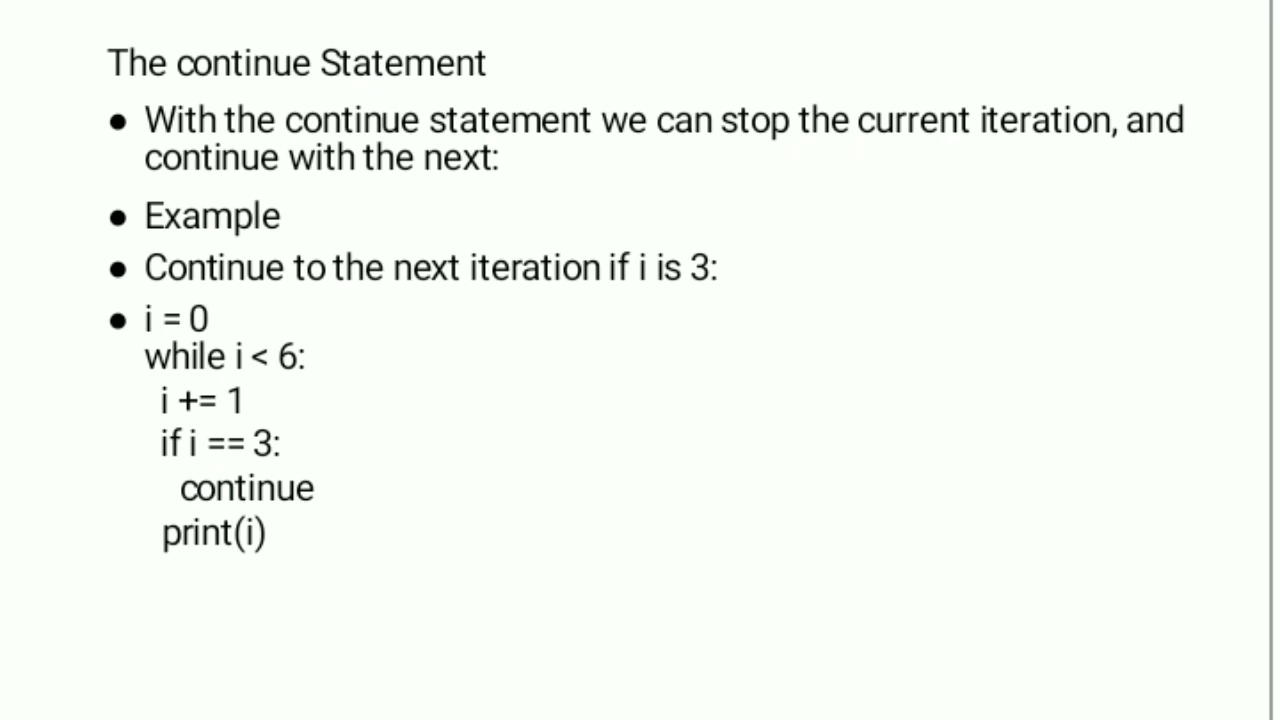 The continue Statement
● With the continue statement we can stop the current iteration, and
continue with the next:
● Example
● Continue to the next iteration if i is 3:
● i = 0
while i < 6:
i += 1
if i == 3:
continue
print(i)